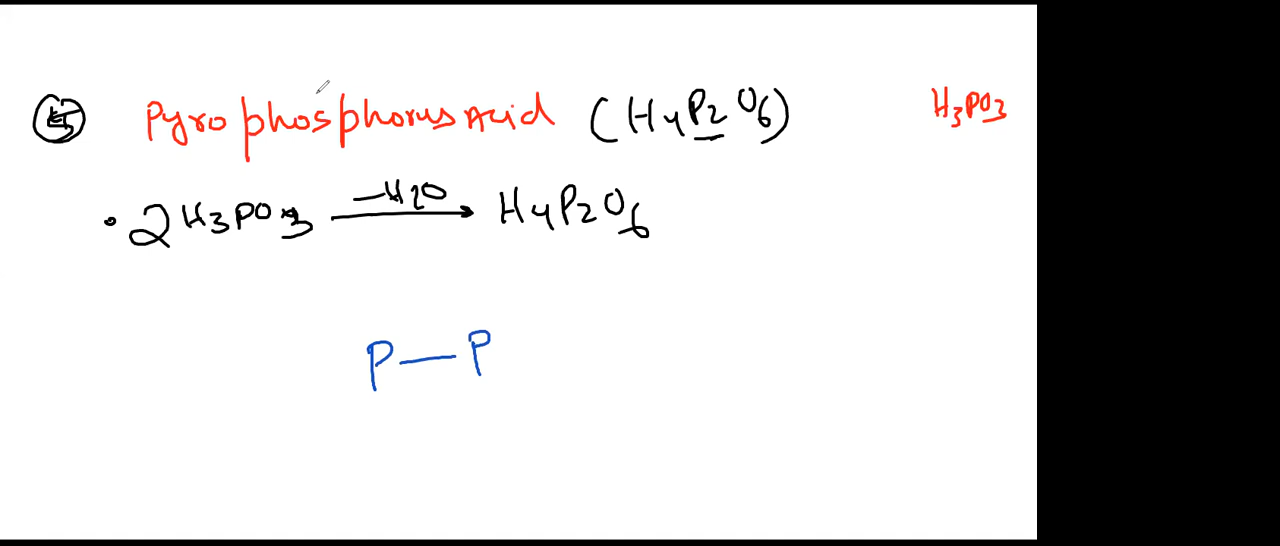 5 Pyrophosphorus Acid (H4P2O6) H3PO3
• 2H3PO3 —H2O → H4P2O6
P — P